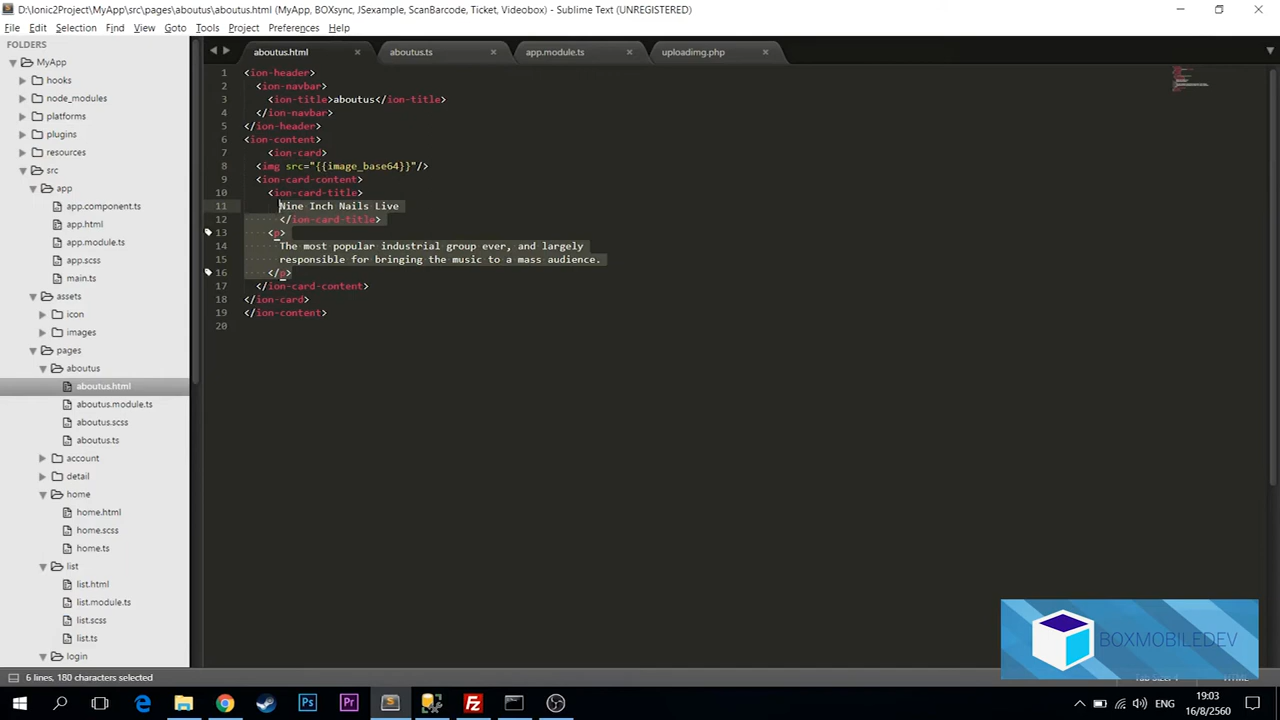 D:\Ionic2Project\MyApp\src\pages\aboutus\aboutus.html (MyApp, BOXsync, JSexample, ScanBarcode, Ticket, Videobox) - Sublime Text (UNREGISTERED)
File Edit Selection Find View Goto Tools Project Preferences Help
FOLDERS
MyApp
hooks
node_modules
platforms
plugins
resources
src
app
app.component.ts
app.html
app.module.ts
app.scss
main.ts
assets
icon
images
pages
aboutus
aboutus.html
aboutus.module.ts
aboutus.scss
aboutus.ts
account
detail
home
home.html
home.scss
home.ts
list
list.html
list.module.ts
list.scss
list.ts
login
aboutus.html aboutus.ts app.module.ts uploadimg.php
1 <ion-header>
2 <ion-navbar>
3 <ion-title>aboutus</ion-title>
4 </ion-navbar>
5 </ion-header>
6 <ion-content>
7 <ion-card>
8 <img src="{{image_base64}}"/>
9 <ion-card-content>
10 <ion-card-title>
11 Nine Inch Nails Live
12 </ion-card-title>
13 <p>
14 The most popular industrial group ever, and largely
15 responsible for bringing the music to a mass audience.
16 </p>
17 </ion-card-content>
18 </ion-card>
19 </ion-content>
20
BOXMOBILEDEV
6 lines, 180 characters selected
ENG
19:03
16/8/2560